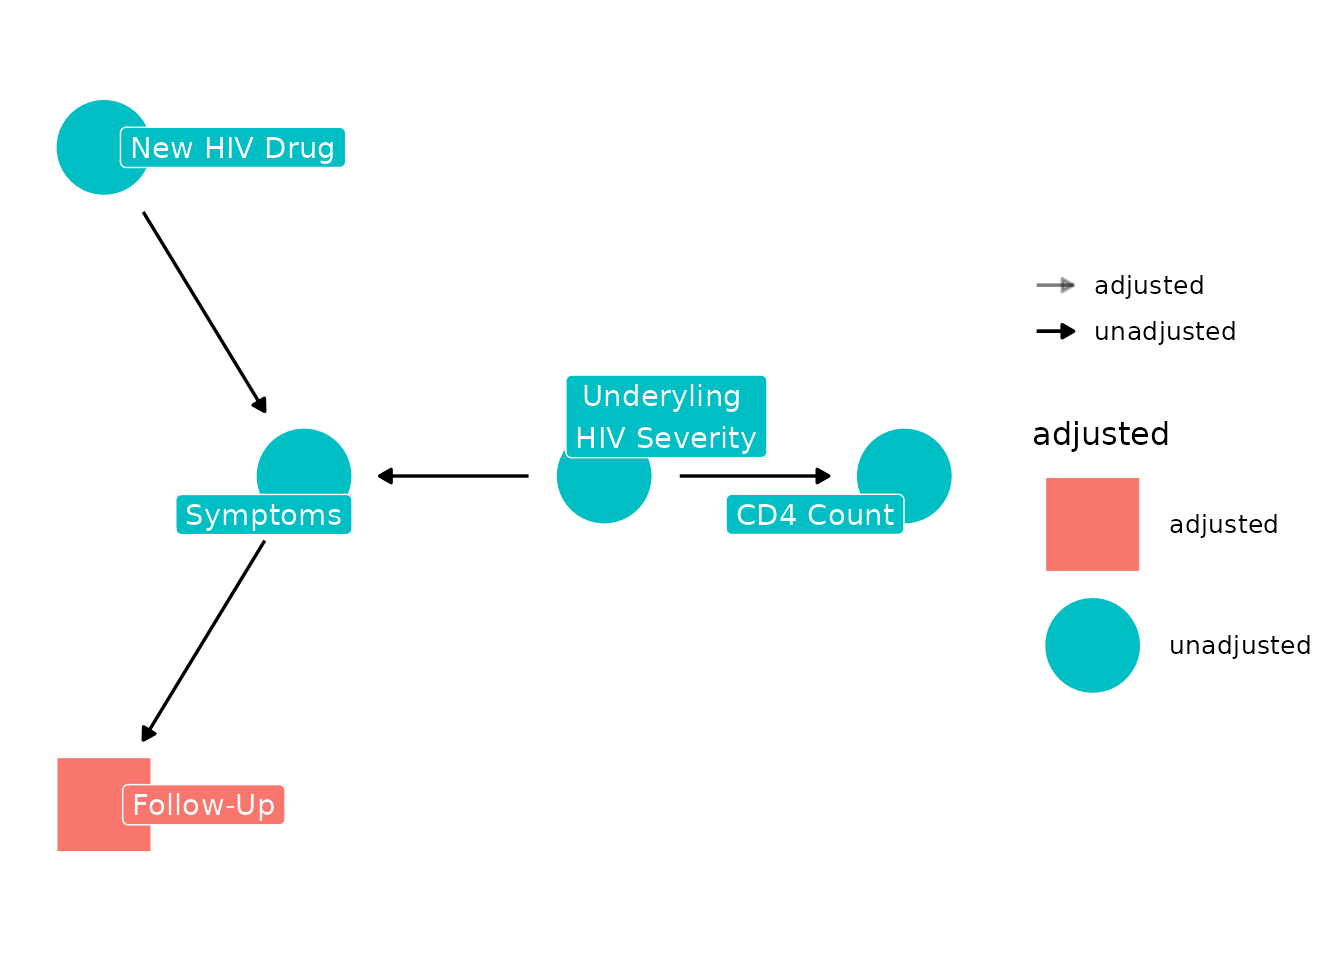 New HIV Drug
Underyling
HIV Severity
Symptoms
CD4 Count
Follow-Up
adjusted
unadjusted
adjusted
adjusted
unadjusted